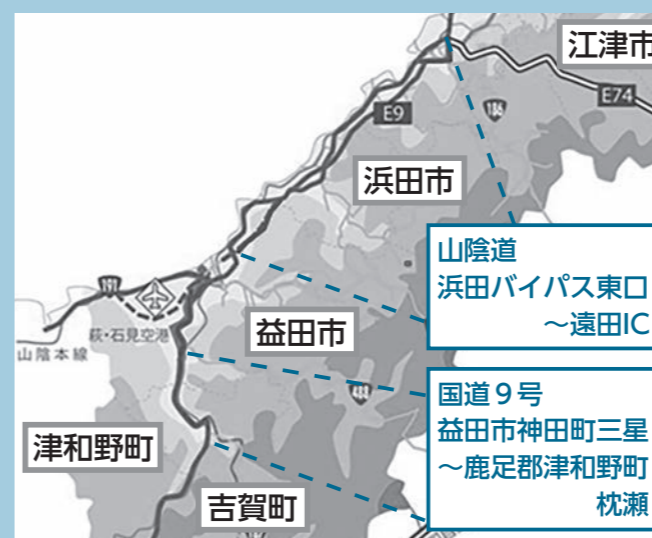 江津市
E74
186
E9
浜田市
山陰道
浜田バイパス東口
～遠田IC
191
萩・石見空港
山陰本線
益田市
488
国道９号
益田市神田町三星
～鹿足郡津和野町
枕瀬
津和野町
吉賀町